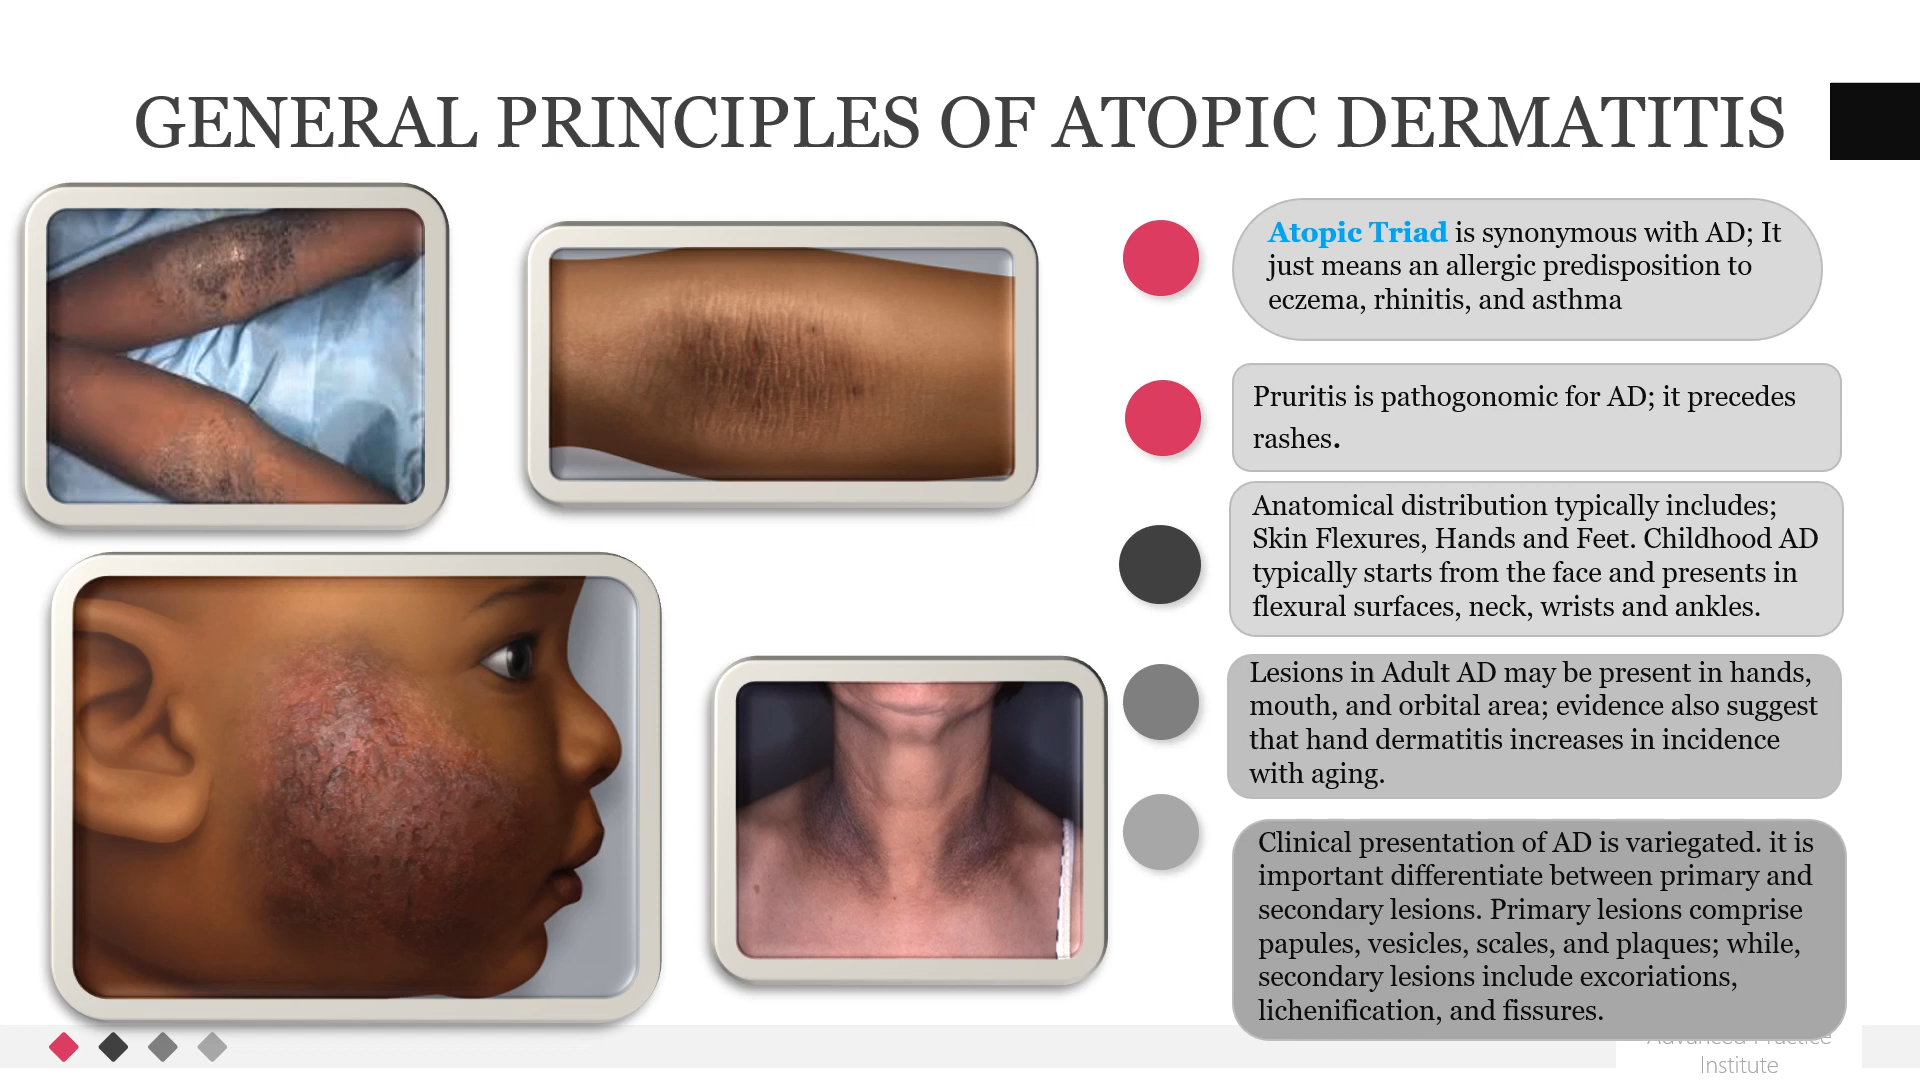 GENERAL PRINCIPLES OF ATOPIC DERMATITIS
Atopic Triad is synonymous with AD; It
just means an allergic predisposition to
eczema, rhinitis, and asthma
Pruritis is pathogonomic for AD; it precedes
rashes.
Anatomical distribution typically includes;
Skin Flexures, Hands and Feet. Childhood AD
typically starts from the face and presents in
flexural surfaces, neck, wrists and ankles.
Lesions in Adult AD may be present in hands,
mouth, and orbital area; evidence also suggest
that hand dermatitis increases in incidence
with aging.
Clinical presentation of AD is variegated. it is
important differentiate between primary and
secondary lesions. Primary lesions comprise
papules, vesicles, scales, and plaques; while,
secondary lesions include excoriations,
lichenification, and fissures.
Advanced Practice
Institute